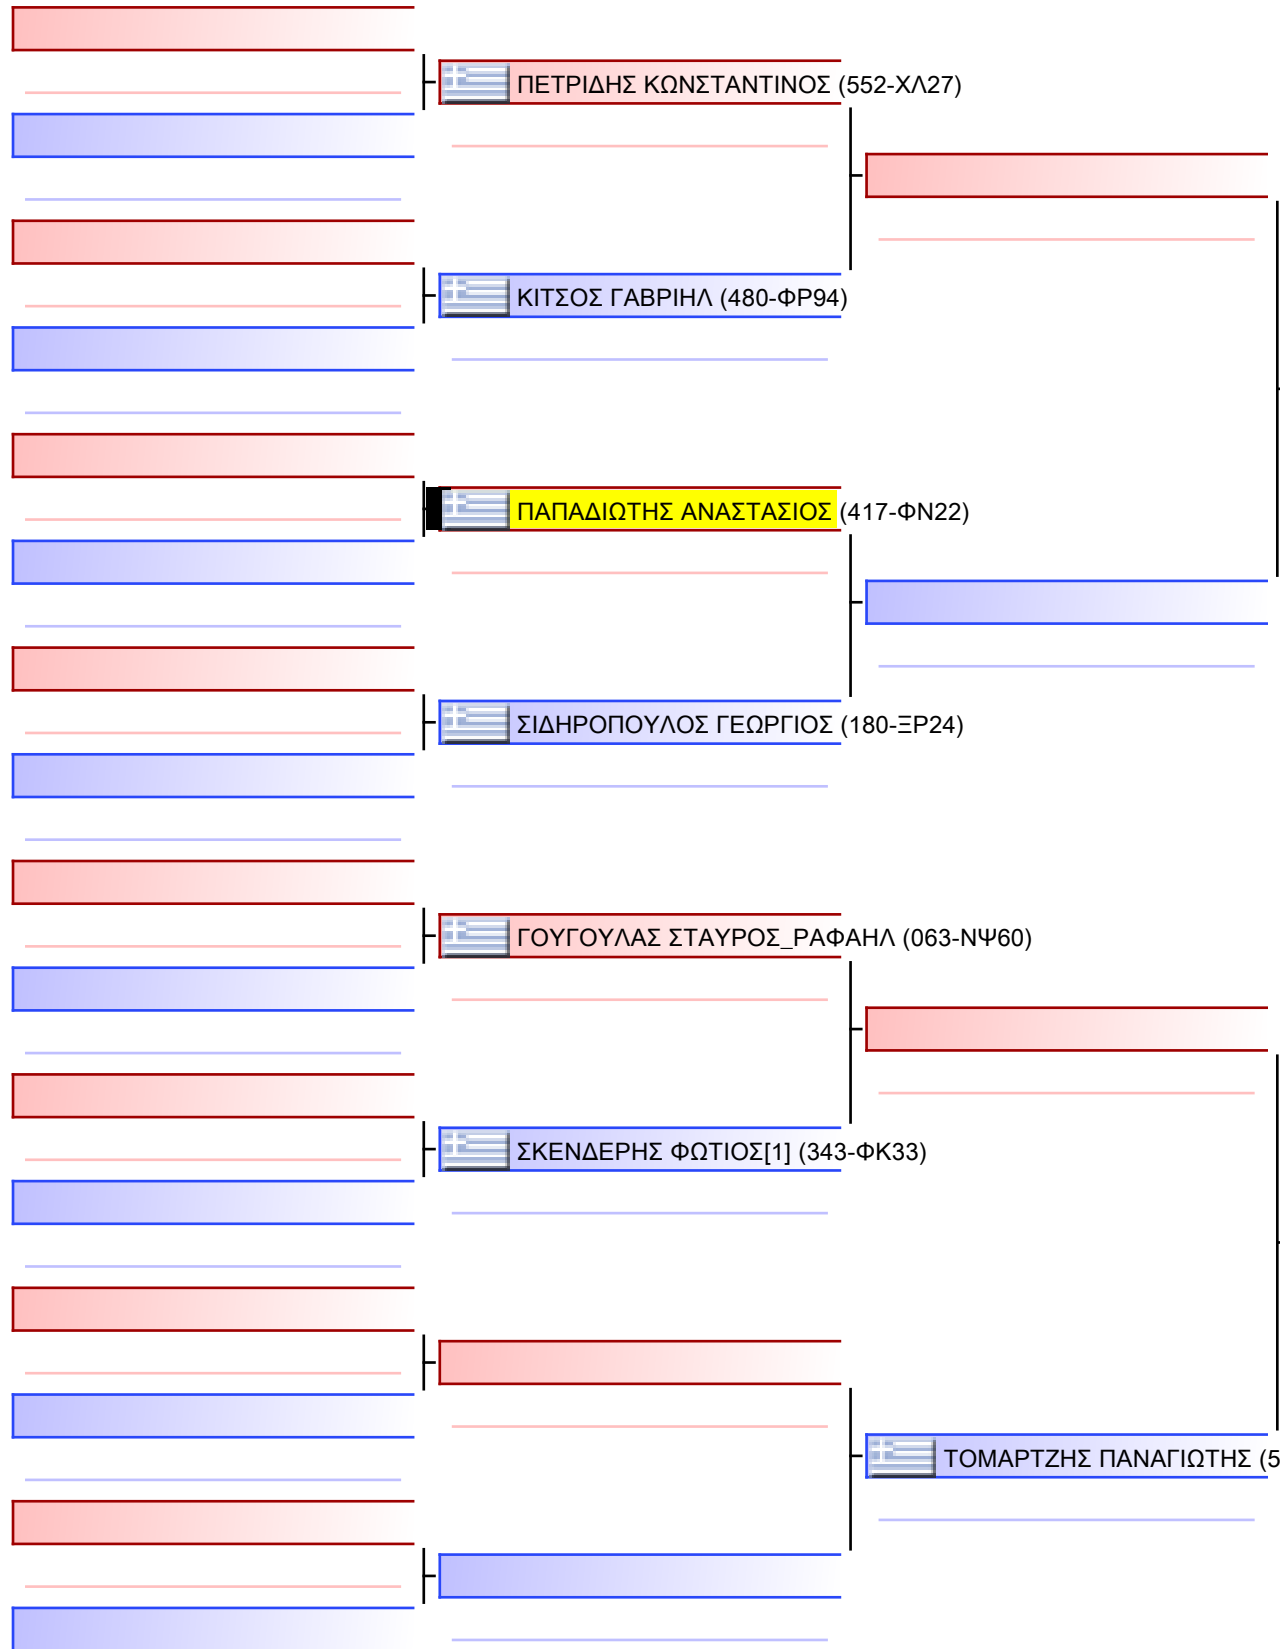 ΠΕΤΡΙΔΗΣ ΚΩΝΣΤΑΝΤΙΝΟΣ (552-ΧΛ27)
ΚΙΤΣΟΣ ΓΑΒΡΙΗΛ (480-ΦΡ94)
ΠΑΠΑΔΙΩΤΗΣ ΑΝΑΣΤΑΣΙΟΣ (417-ΦΝ22)
ΣΙΔΗΡΟΠΟΥΛΟΣ ΓΕΩΡΓΙΟΣ (180-ΞΡ24)
ΓΟΥΓΟΥΛΑΣ ΣΤΑΥΡΟΣ_ΡΑΦΑΗΛ (063-ΝΨ60)
ΣΚΕΝΔΕΡΗΣ ΦΩΤΙΟΣ[1] (343-ΦΚ33)
ΤΟΜΑΡΤΖΗΣ ΠΑΝΑΓΙΩΤΗΣ (5